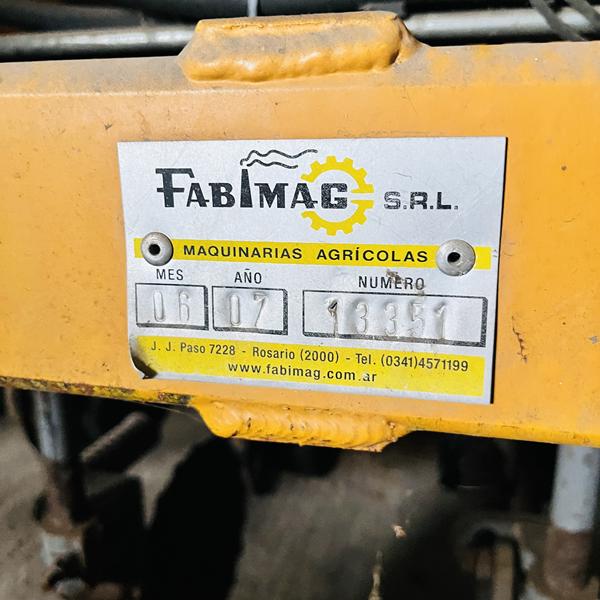 FABIMAG S.R.L.
MAQUINARIAS AGRÍCOLAS
MES AÑO NUMERO
06 07 13351
J. J. Paso 7228 - Rosario (2000) - Tel. (0341)4571199
www.fabimag.com.ar